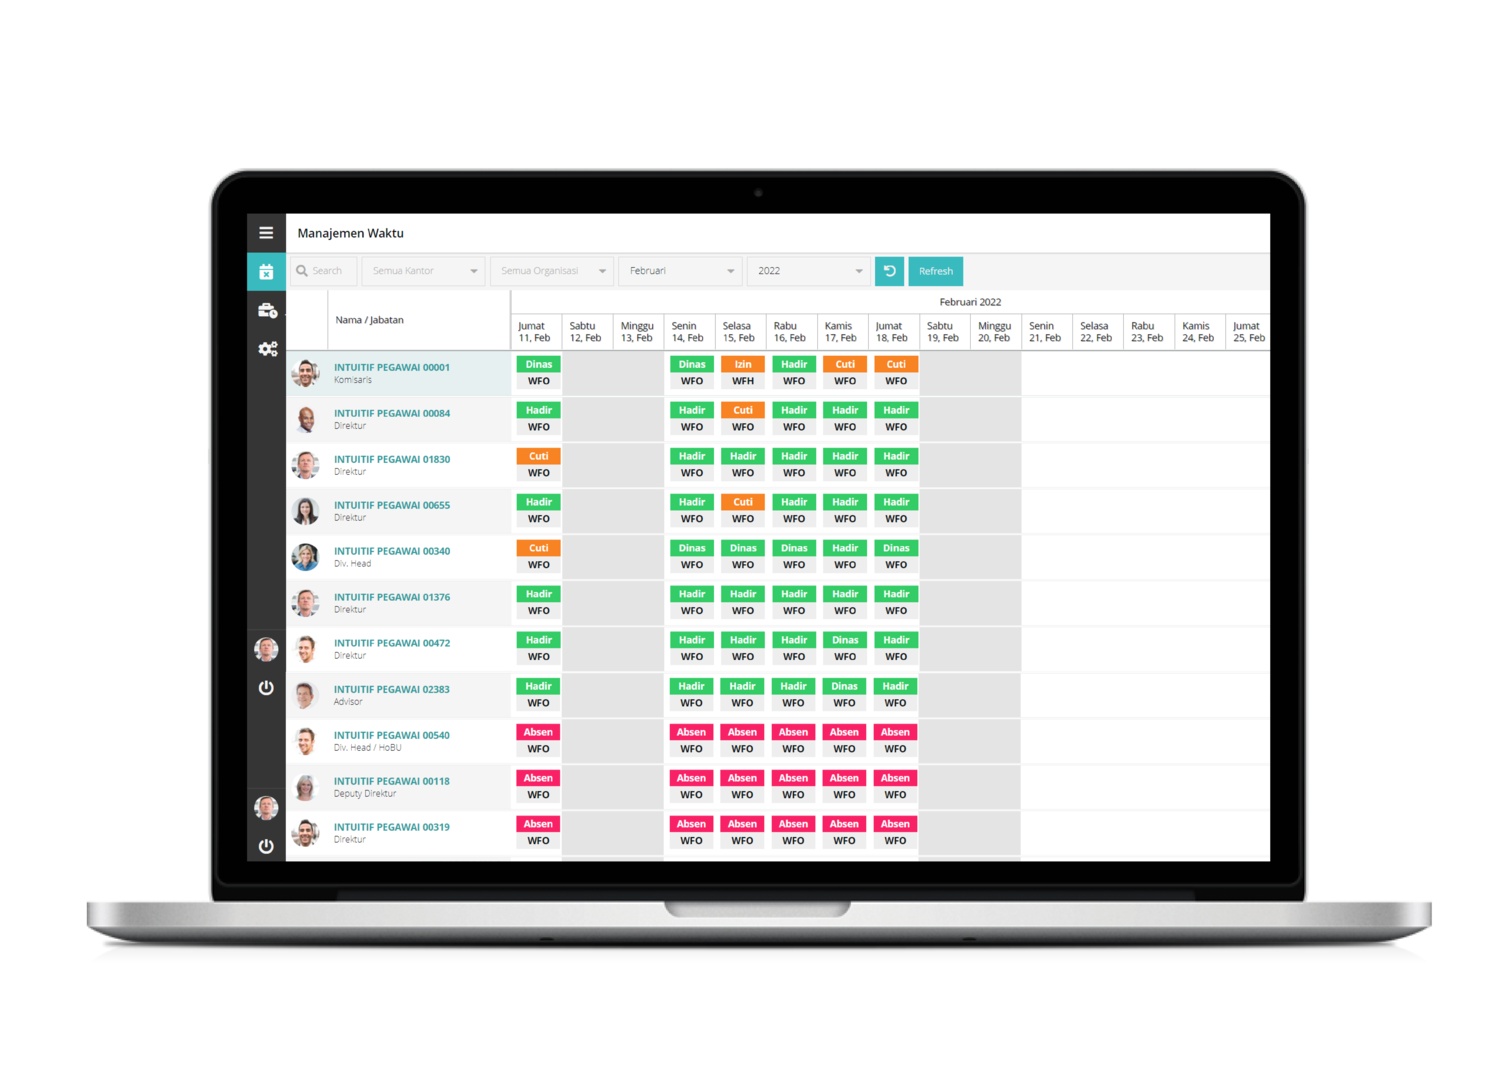 Manajemen Waktu
Search
Semua Kantor
Semua Organisasi
Februari
2022
Refresh
Nama / Jabatan
Februari 2022
Jumat Sabtu Minggu Senin Selasa Rabu Kamis Jumat Sabtu Minggu Senin Selasa Rabu Kamis Jumat
11, Feb 12, Feb 13, Feb 14, Feb 15, Feb 16, Feb 17, Feb 18, Feb 19, Feb 20, Feb 21, Feb 22, Feb 23, Feb 24, Feb 25, Feb
INTUITIF PEGAWAI 00001 Dinas Dinas Izin Hadir Cuti Cuti
Komisaris WFO WFO WFH WFO WFO WFO
INTUITIF PEGAWAI 00084 Hadir Hadir Cuti Hadir Hadir Hadir
Direktur WFO WFO WFO WFO WFO WFO
INTUITIF PEGAWAI 01830 Cuti Hadir Hadir Hadir Hadir Hadir
Direktur WFO WFO WFO WFO WFO WFO
INTUITIF PEGAWAI 00655 Hadir Hadir Cuti Hadir Hadir Hadir
Direktur WFO WFO WFO WFO WFO WFO
INTUITIF PEGAWAI 00340 Cuti Dinas Dinas Dinas Hadir Dinas
Div. Head WFO WFO WFO WFO WFO WFO
INTUITIF PEGAWAI 01376 Hadir Hadir Hadir Hadir Hadir Hadir
Direktur WFO WFO WFO WFO WFO WFO
INTUITIF PEGAWAI 00472 Hadir Hadir Hadir Hadir Dinas Hadir
Direktur WFO WFO WFO WFO WFO WFO
INTUITIF PEGAWAI 02383 Hadir Hadir Hadir Hadir Dinas Hadir
Advisor WFO WFO WFO WFO WFO WFO
INTUITIF PEGAWAI 00540 Absen Absen Absen Absen Absen Absen
Div. Head / HoBU WFO WFO WFO WFO WFO WFO
INTUITIF PEGAWAI 00118 Absen Absen Absen Absen Absen Absen
Deputy Direktur WFO WFO WFO WFO WFO WFO
INTUITIF PEGAWAI 00319 Absen Absen Absen Absen Absen Absen
Direktur WFO WFO WFO WFO WFO WFO